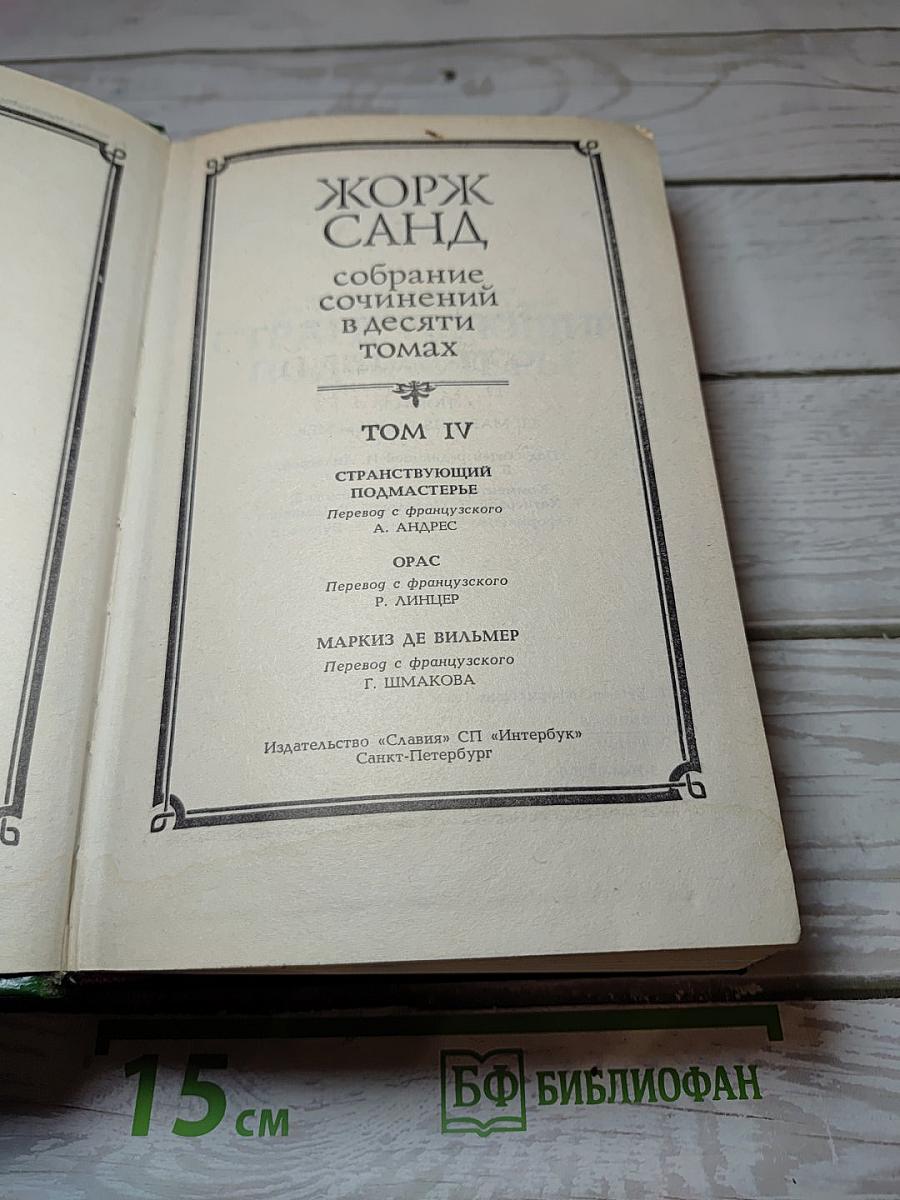 ЖОРЖ
САНД
собрание
сочинений
в десяти
томах
ТОМ IV
СТРАНСТВУЮЩИЙ
ПОДМАСТЕРЬЕ
Перевод с французского
А. АНДРЕС
ОРАС
Перевод с французского
Р. ЛИНЦЕР
МАРКИЗ ДЕ ВИЛЬМЕР
Перевод с французского
Г. ШМАКОВА
Издательство «Славия» СП «Интербук»
Санкт-Петербург
15 см
БФ БИБЛИОФАН